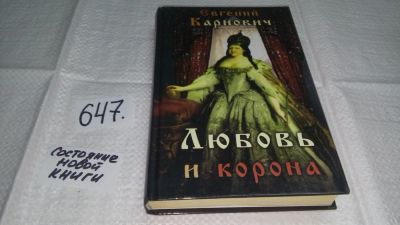 647.
состояние
новой
книги
Евгений
Карнович
Любовь
и корона